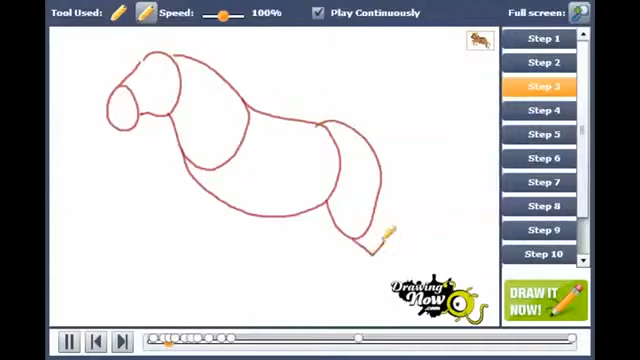 Tool Used: Speed: 100% Play Continuously Full screen:
Step 1
Step 2
Step 3
Step 4
Step 5
Step 6
Step 7
Step 8
Step 9
Step 10
Drawing
Now
.com
DRAW IT
NOW!